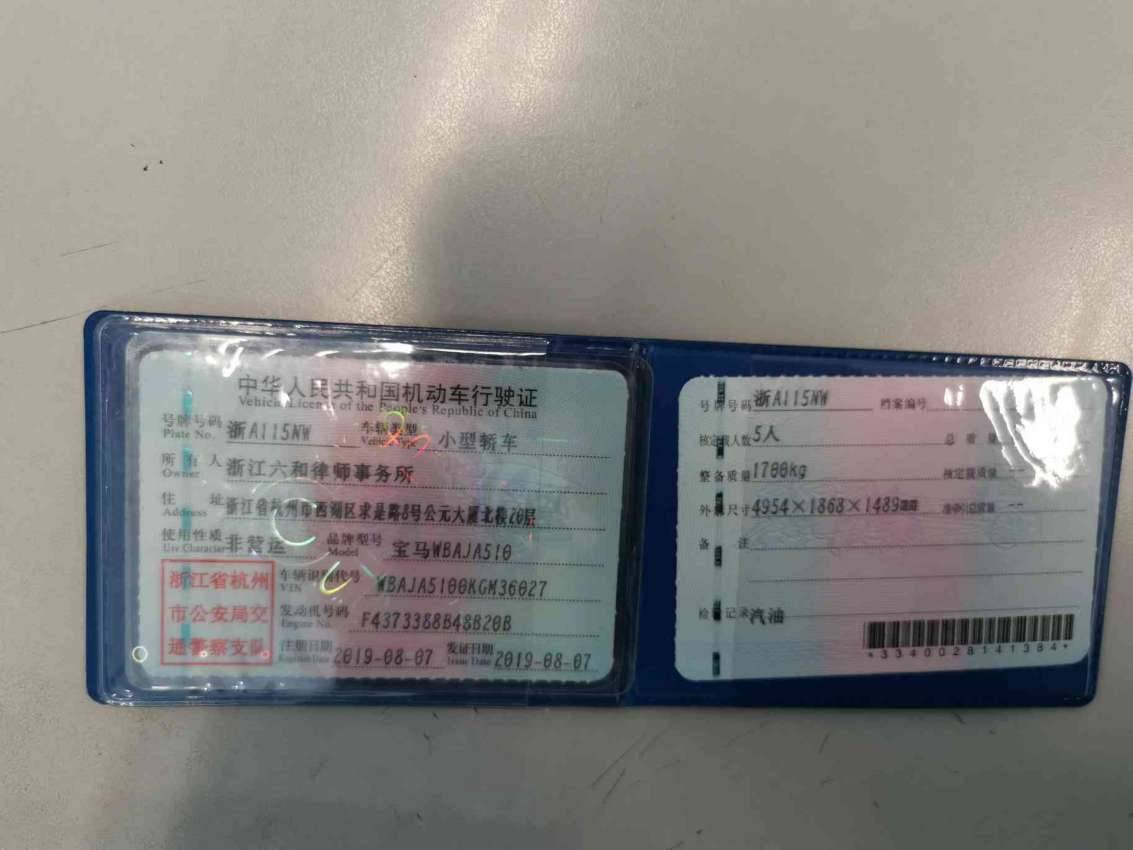 中华人民共和国机动车行驶证
Vehicle License of the People's Republic of China
号牌号码 浙A115NW 车辆类型 小型轿车
Plate No. Vehicle Type
所有人 浙江六和律师事务所
Owner
住址 浙江省杭州市西湖区求是路8号公元大厦北楼20层
Address
使用性质 非营运 品牌型号 宝马WBAJA510
Use Character Model
浙江省杭州
市公安局交
通警察支队
车辆识别代号 WBAJA5100KGM36027
VIN
发动机号码 F4373388B48B20B
Engine No.
注册日期 2019-08-07 发证日期 2019-08-07
Register Date Issue Date
号牌号码 浙A115NW 档案编号
核定载人数 5人 总质量 --
整备质量 1700kg 核定载质量 --
外廓尺寸 4954×1868×1489mm 准牵引总质量 --
备注
检验记录 汽油
*3340028141384*